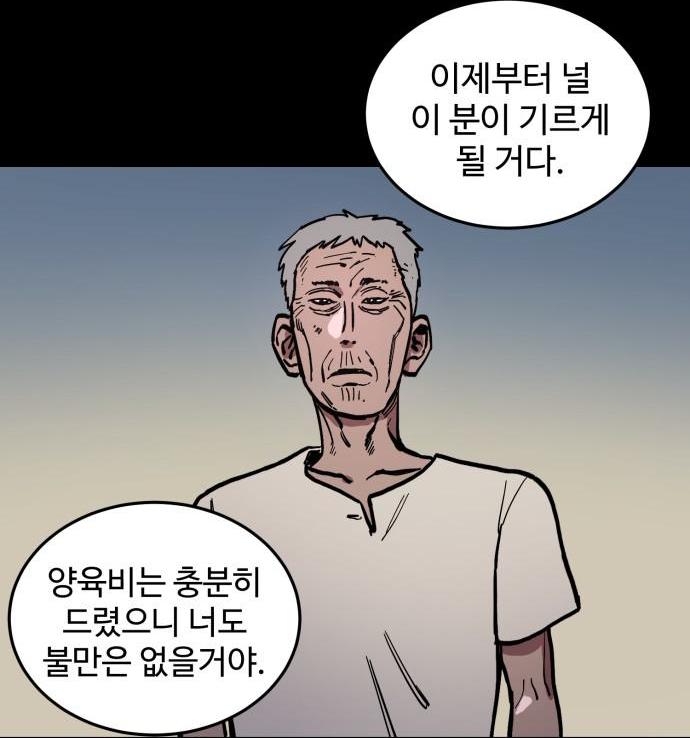 이제부터 널
이 분이 기르게
될 거다.
양육비는 충분히
드렸으니 너도
불만은 없을거야.